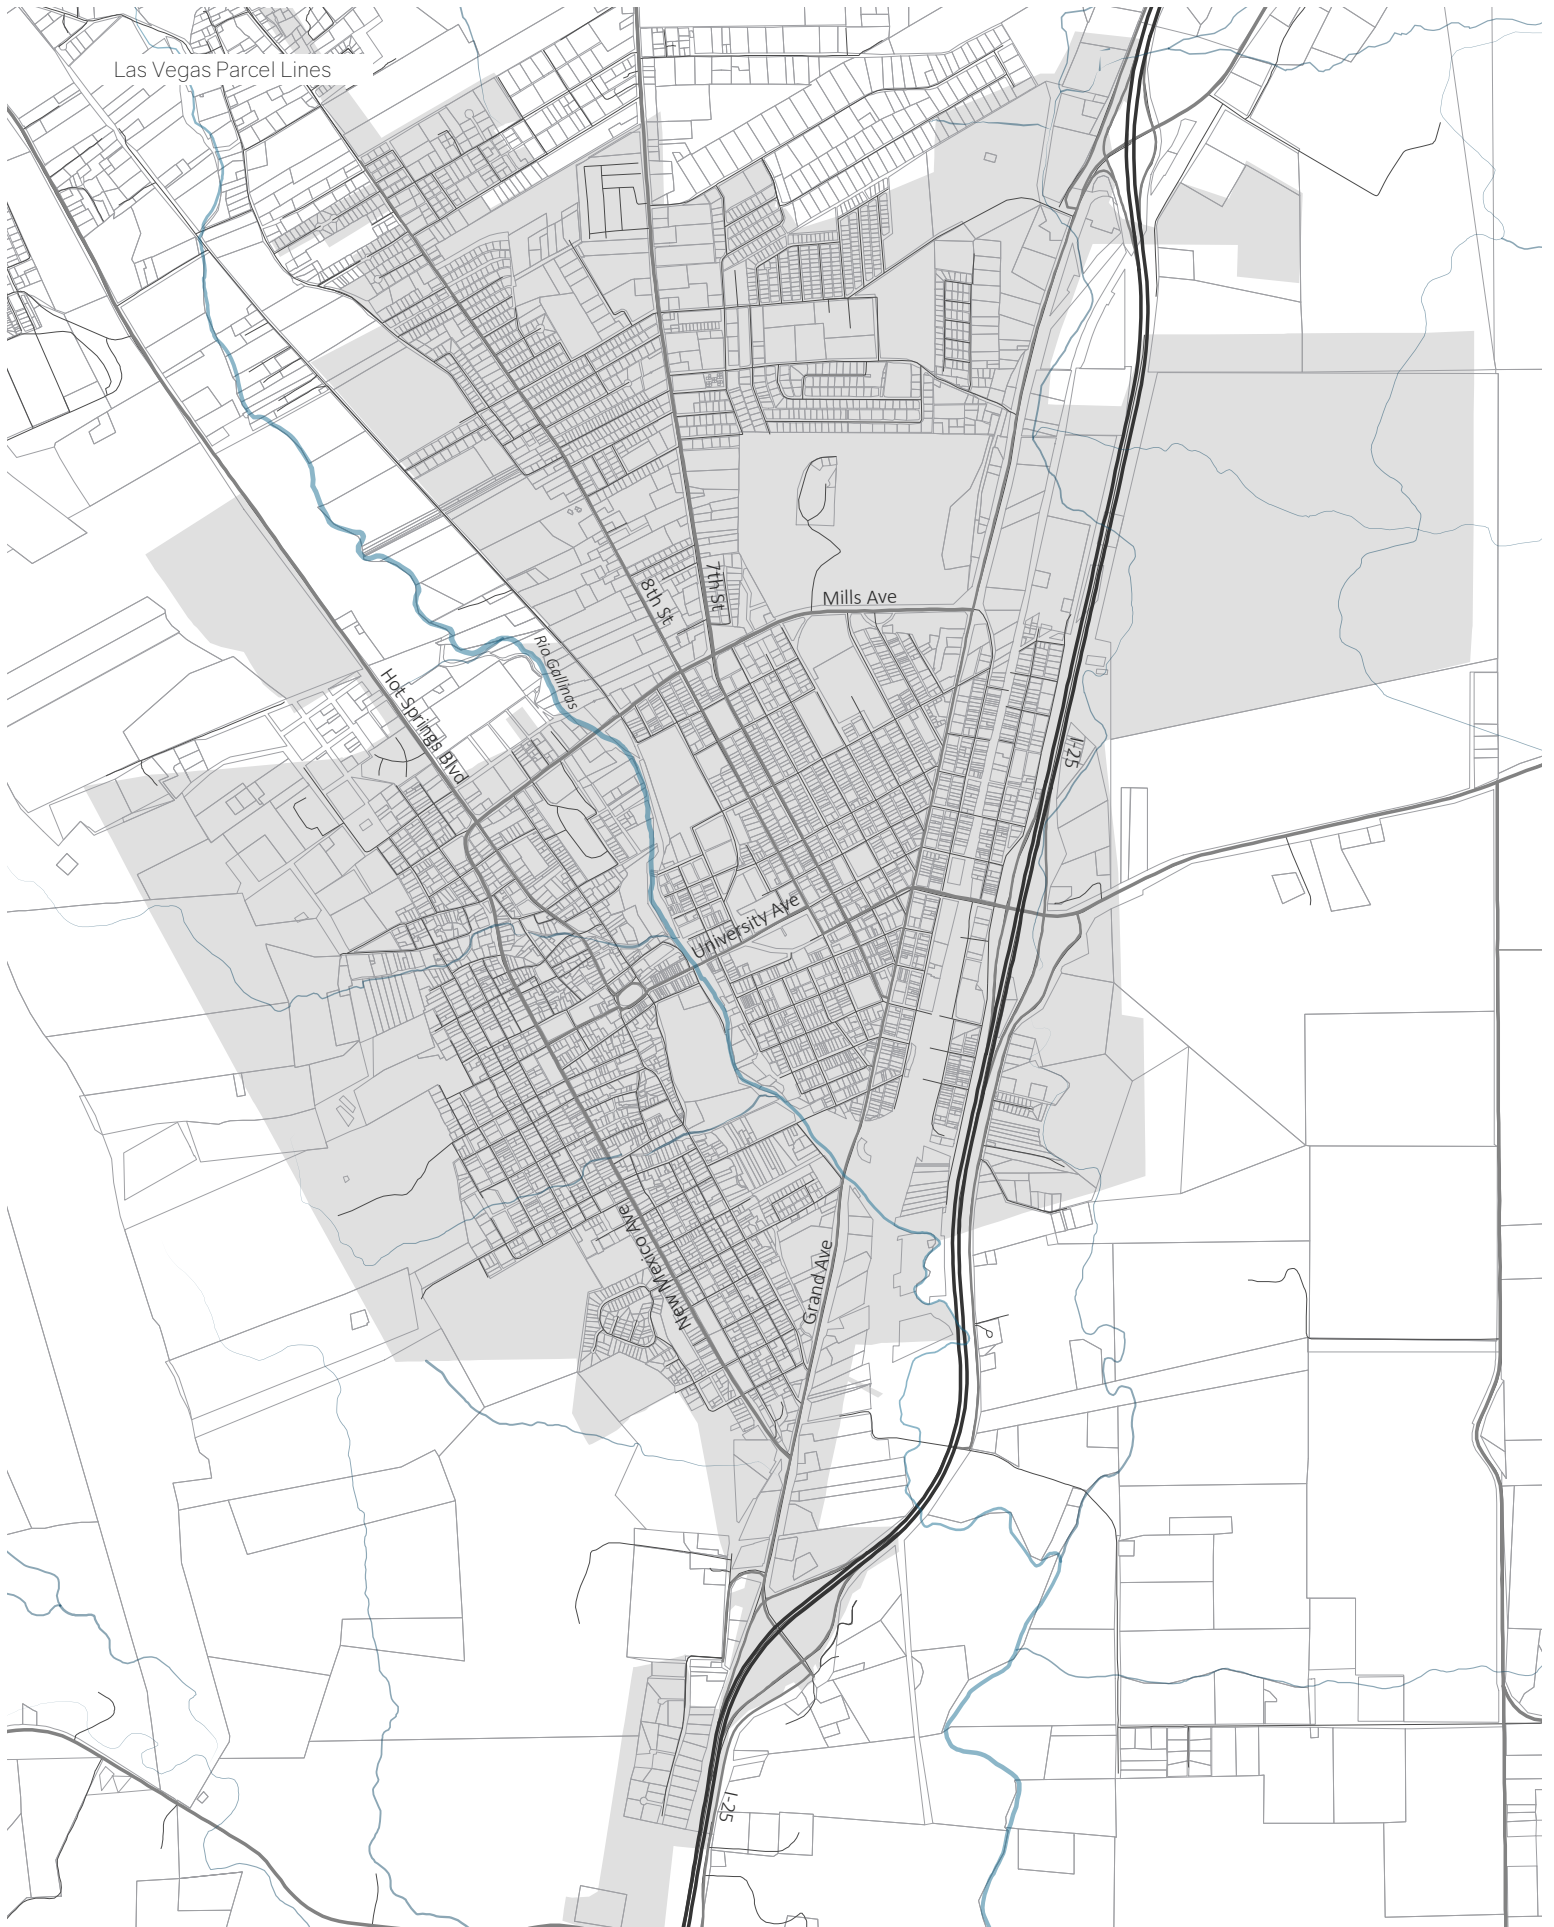 Las Vegas Parcel Lines
7th St
8th St
Mills Ave
Rio Gallinas
Hot Springs Blvd
I-25
University Ave
New Mexico Ave
Grand Ave
I-25